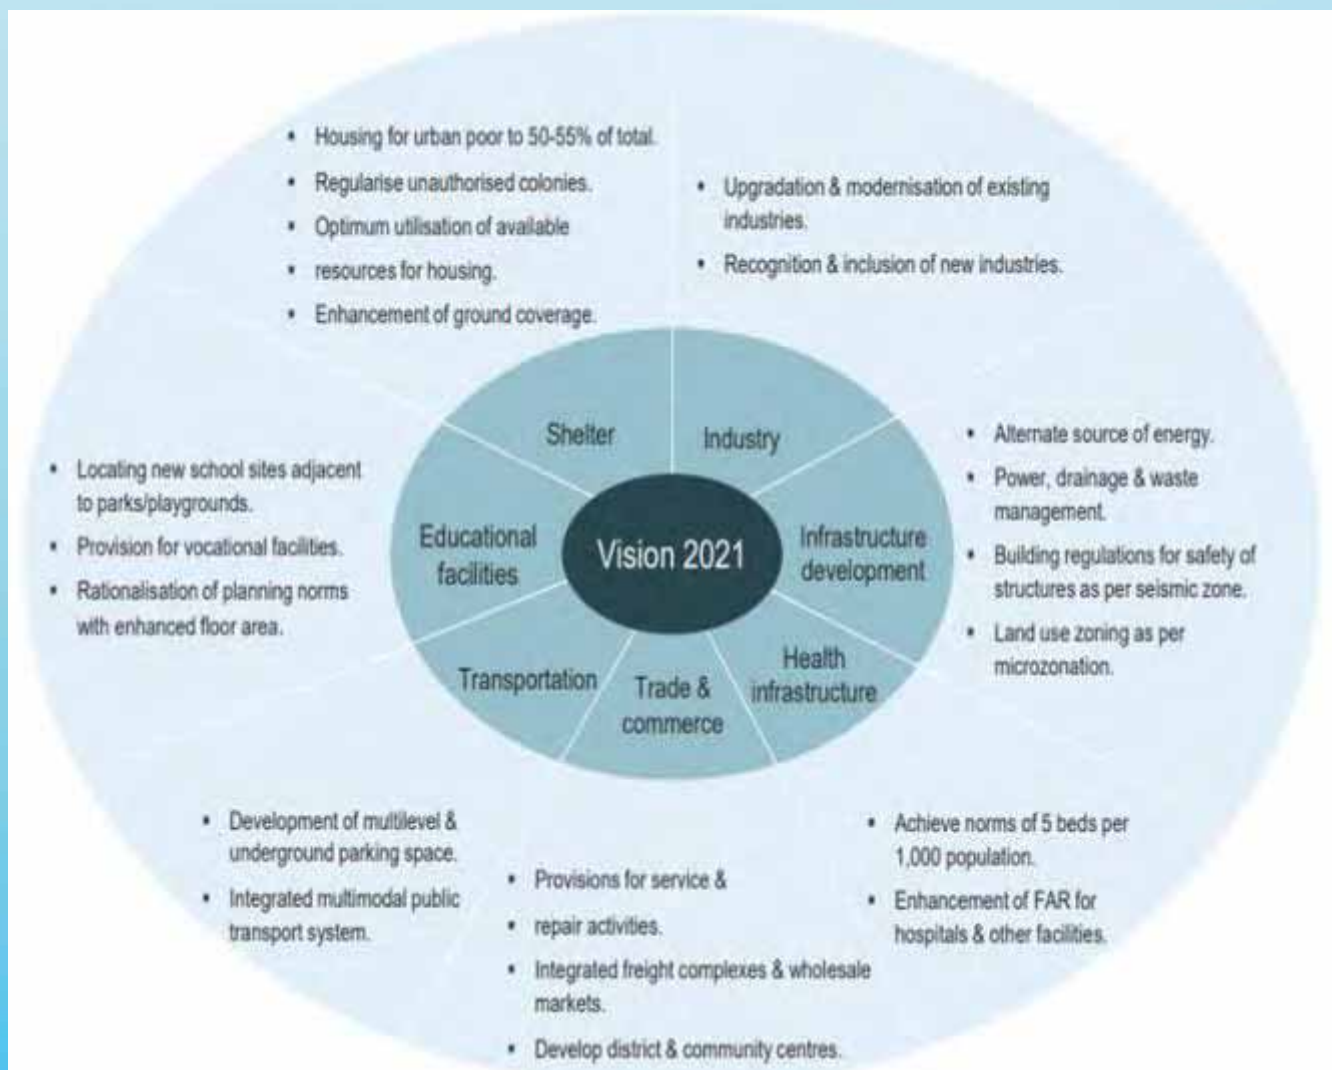 • Housing for urban poor to 50-55% of total.
• Regularise unauthorised colonies.
• Optimum utilisation of available
• resources for housing.
• Enhancement of ground coverage.
• Upgradation & modernisation of existing
industries.
• Recognition & inclusion of new industries.
Shelter
Industry
• Locating new school sites adjacent
to parks/playgrounds.
• Provision for vocational facilities.
• Rationalisation of planning norms
with enhanced floor area.
Educational
facilities
Vision 2021
Infrastructure
development
• Alternate source of energy.
• Power, drainage & waste
management.
• Building regulations for safety of
structures as per seismic zone.
• Land use zoning as per
microzonation.
Transportation
Trade &
commerce
Health
infrastructure
• Development of multilevel &
underground parking space.
• Integrated multimodal public
transport system.
• Provisions for service &
• repair activities.
• Integrated freight complexes & wholesale
markets.
• Develop district & community centres.
• Achieve norms of 5 beds per
1,000 population.
• Enhancement of FAR for
hospitals & other facilities.